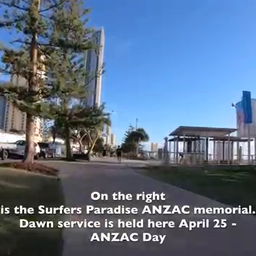 On the right
is the Surfers Paradise ANZAC memorial.
Dawn service is held here April 25 -
ANZAC Day